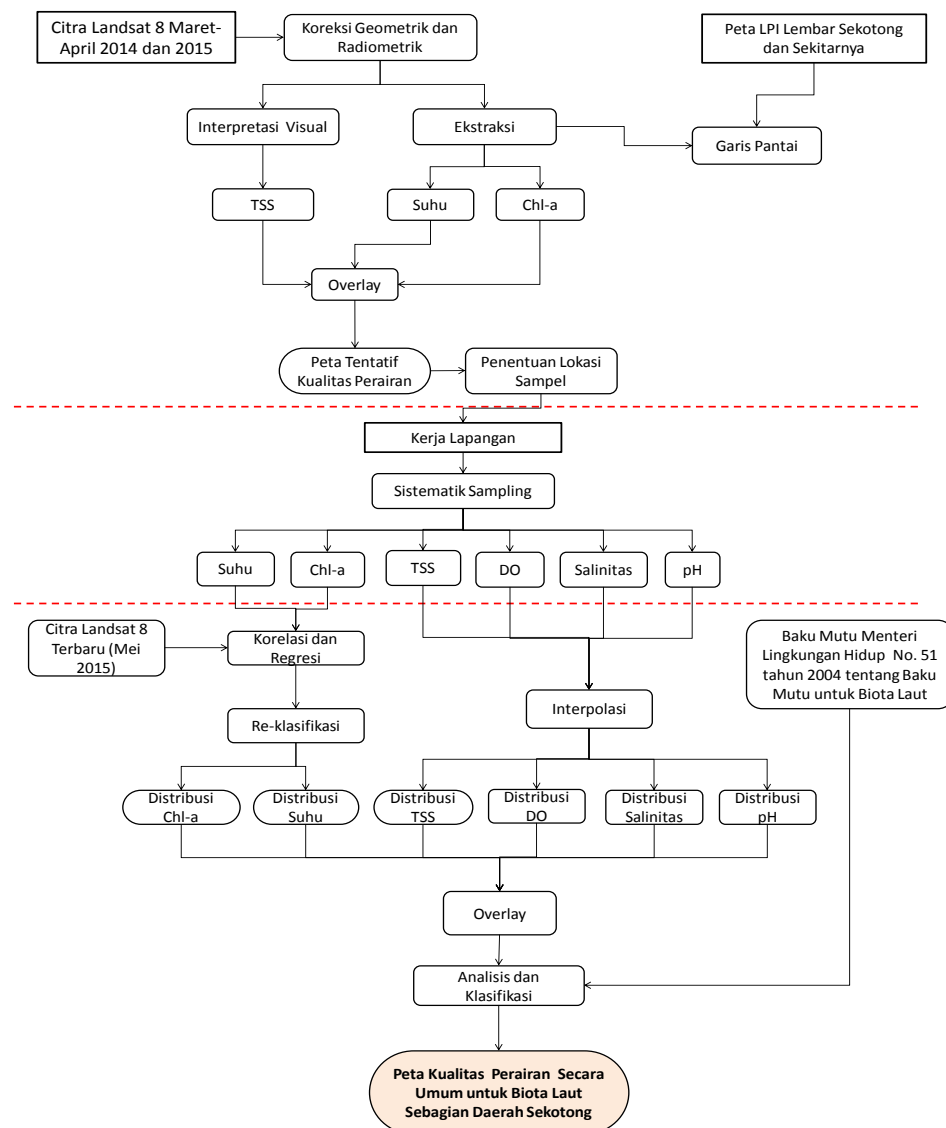 Citra Landsat 8 Maret-
April 2014 dan 2015
Koreksi Geometrik dan
Radiometrik
Peta LPI Lembar Sekotong
dan Sekitarnya
Interpretasi Visual
Ekstraksi
Garis Pantai
TSS
Suhu
Chl-a
Overlay
Peta Tentatif
Kualitas Perairan
Penentuan Lokasi
Sampel
Kerja Lapangan
Sistematik Sampling
Suhu
Chl-a
TSS
DO
Salinitas
pH
Citra Landsat 8
Terbaru (Mei
2015)
Korelasi dan
Regresi
Baku Mutu Menteri
Lingkungan Hidup No. 51
tahun 2004 tentang Baku
Mutu untuk Biota Laut
Re-klasifikasi
Interpolasi
Distribusi
Chl-a
Distribusi
Suhu
Distribusi
TSS
Distribusi
DO
Distribusi
Salinitas
Distribusi
pH
Overlay
Analisis dan
Klasifikasi
Peta Kualitas Perairan Secara
Umum untuk Biota Laut
Sebagian Daerah Sekotong